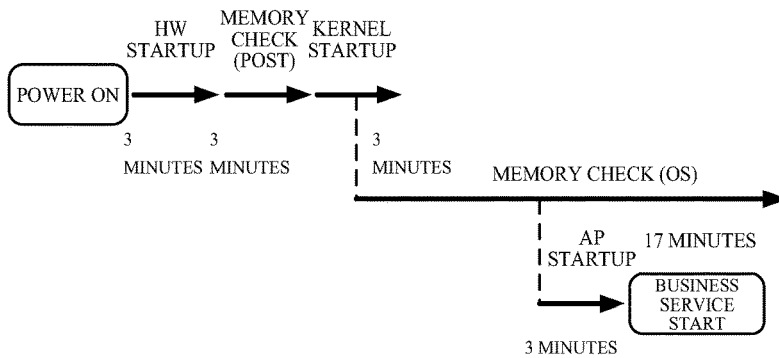 HW
STARTUP
MEMORY
CHECK
(POST)
KERNEL
STARTUP
POWER ON
3
MINUTES
3
MINUTES
3
MINUTES
MEMORY CHECK (OS)
AP
STARTUP
17 MINUTES
BUSINESS
SERVICE
START
3 MINUTES